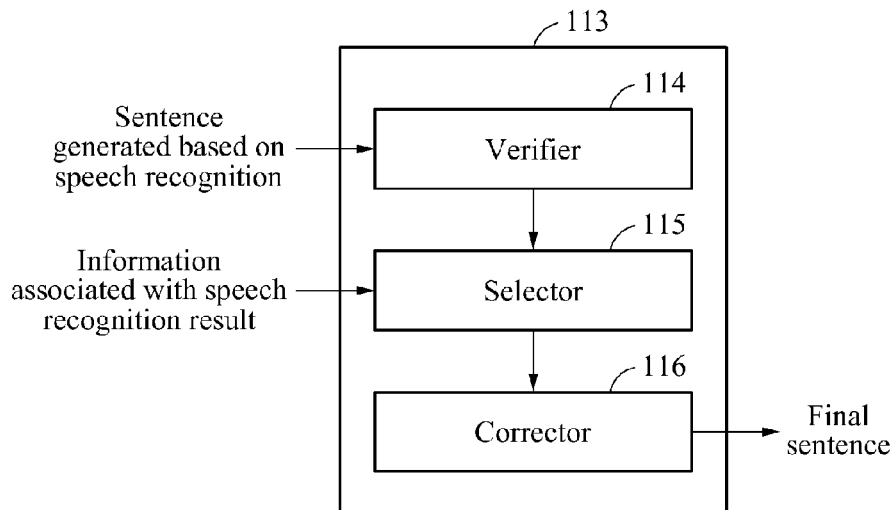 113
114
Sentence
generated based on
speech recognition
Verifier
115
Information
associated with speech
recognition result
Selector
116
Corrector
Final
sentence